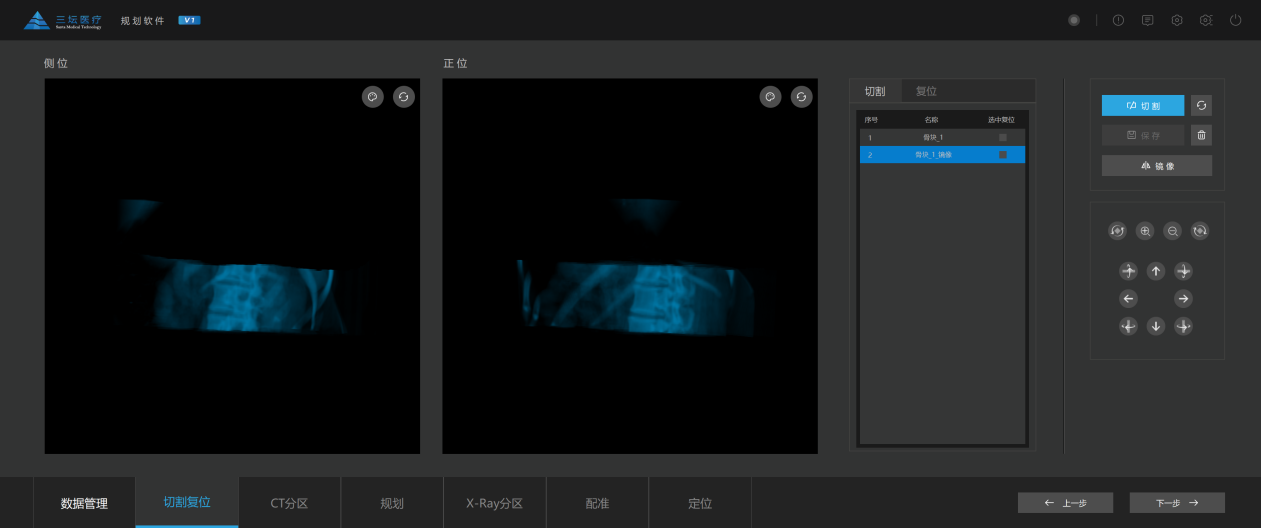 三坛医疗
Santa Medical Technology
规划软件
V1
侧位
正位
切割
复位
序号 名称 选中复位
1 骨块_1
2 骨块_1_镜像
切割
保存
镜像
数据管理
切割复位
CT分区
规划
X-Ray分区
配准
定位
← 上一步
下一步 →